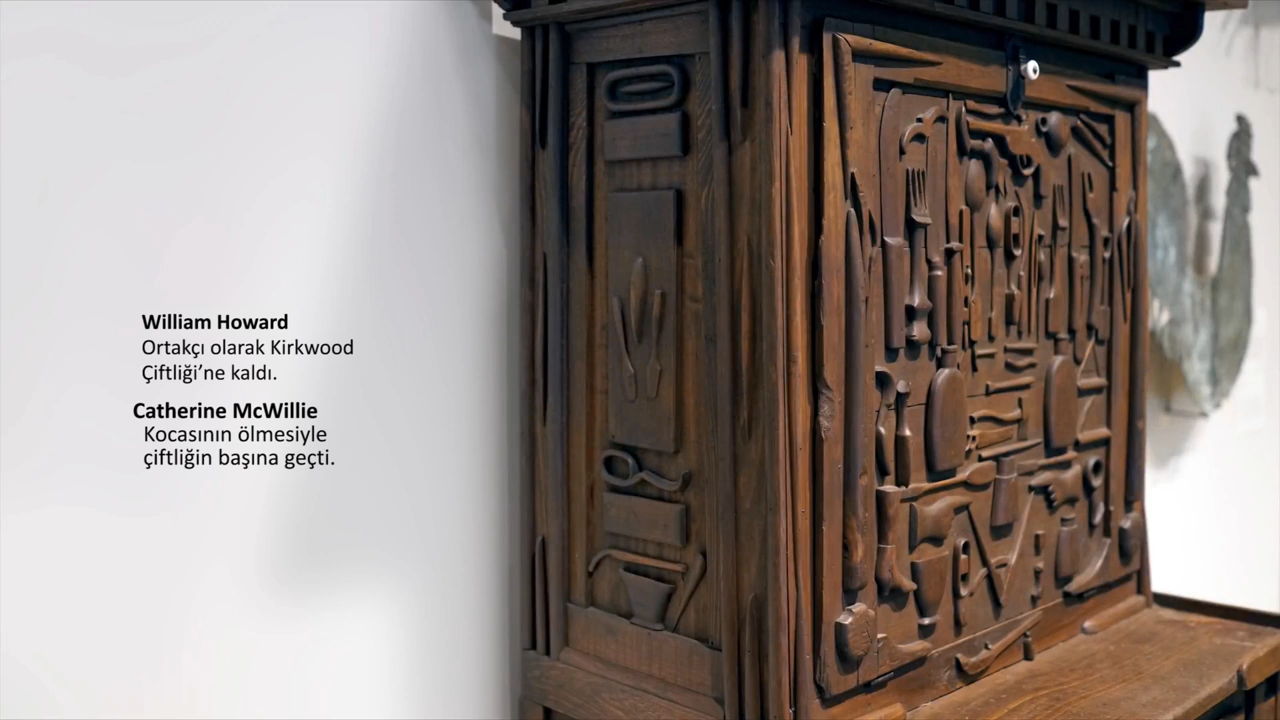 William Howard
Ortakçı olarak Kirkwood
Çiftliği’ne kaldı.
Catherine McWillie
Kocasının ölmesiyle
çiftliğin başına geçti.